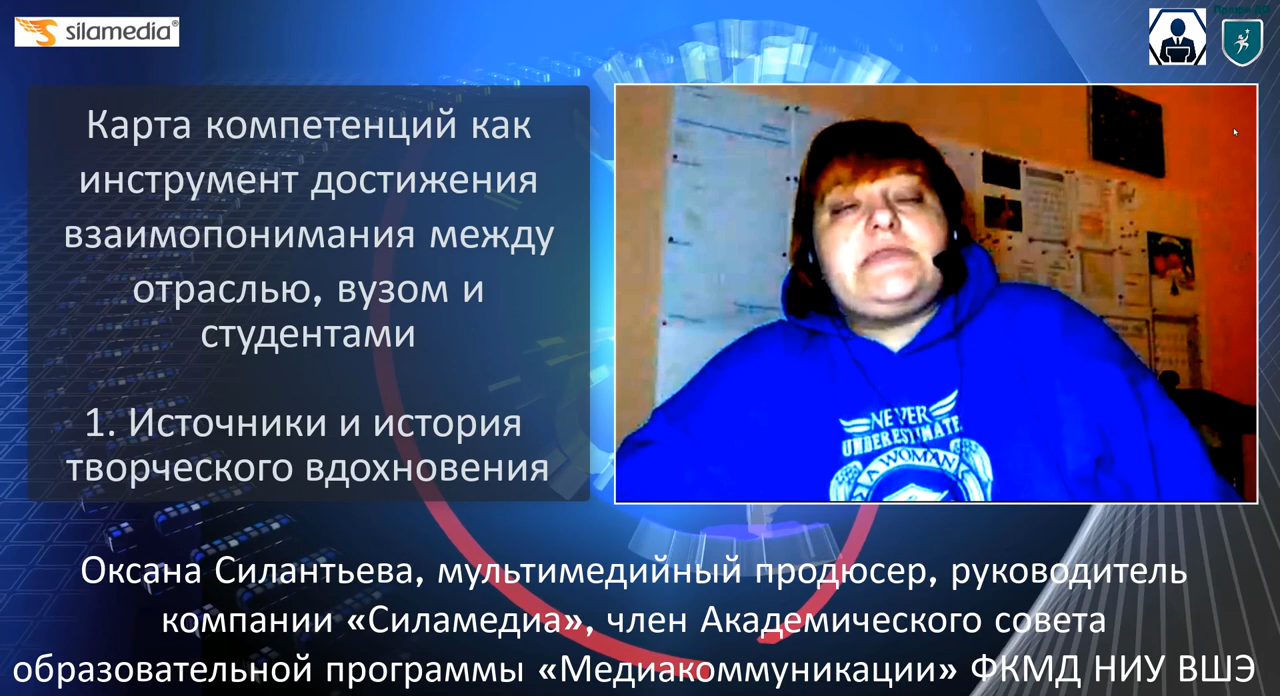 silamedia®
Карта компетенций как
инструмент достижения
взаимопонимания между
отраслью, вузом и
студентами
1. Источники и история
творческого вдохновения
NEVER
UNDERESTIMATE
A WOMAN
Оксана Силантьева, мультимедийный продюсер, руководитель
компании «Силамедиа», член Академического совета
образовательной программы «Медиакоммуникации» ФКМД НИУ ВШЭ